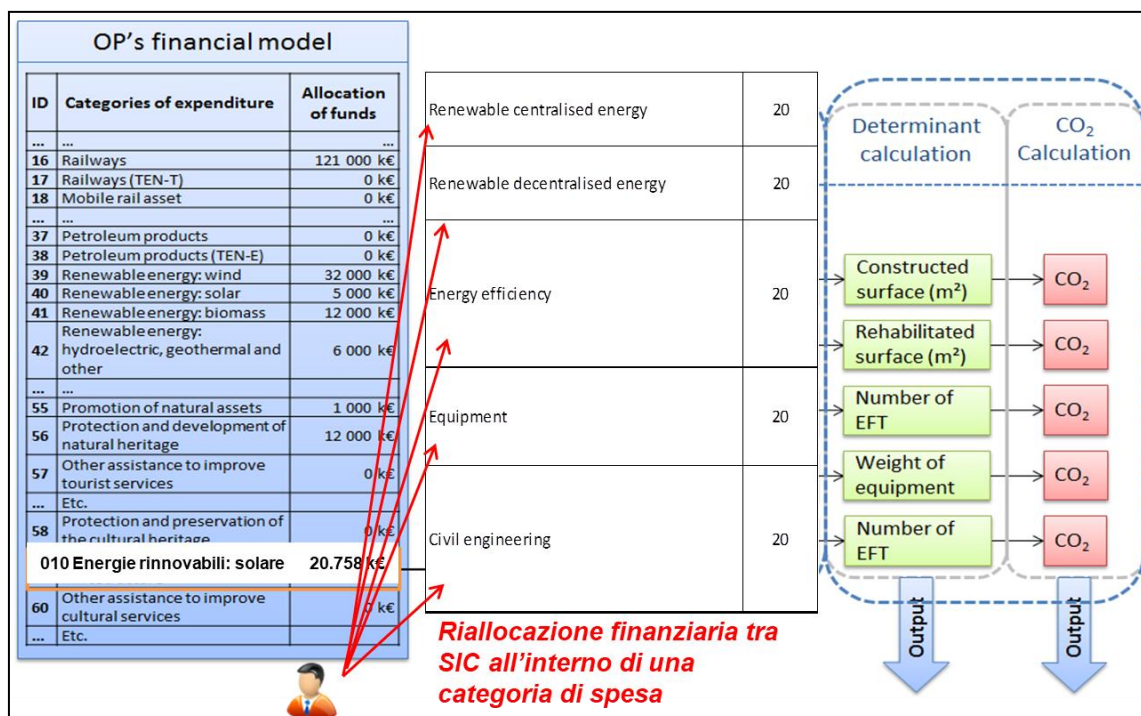 OP's financial model
ID Categories of expenditure Allocation
of funds
... ... ...
16 Railways 121 000 k€
17 Railways (TEN-T) 0 k€
18 Mobile rail asset 0 k€
... ... ...
37 Petroleum products 0 k€
38 Petroleum products (TEN-E) 0 k€
39 Renewable energy: wind 32 000 k€
40 Renewable energy: solar 5 000 k€
41 Renewable energy: biomass 12 000 k€
Renewable energy:
42 hydroelectric, geothermal and 6 000 k€
other
... ...
55 Promotion of natural assets 1 000 k€
56 Protection and development of 12 000 k€
natural heritage
57 Other assistance to improve 0 k€
tourist services
... Etc.
58 Protection and preservation of 0 k€
the cultural heritage
010 Energie rinnovabili: solare 20.758 k€
60 Other assistance to improve 0 k€
cultural services
... Etc.
Renewable centralised energy 20
Renewable decentralised energy 20
Energy efficiency 20
Equipment 20
Civil engineering 20
Riallocazione finanziaria tra
SIC all'interno di una
categoria di spesa
Determinant
calculation
CO₂
Calculation
Constructed
surface (m²)
CO₂
Rehabilitated
surface (m²)
CO₂
Number of
EFT
CO₂
Weight of
equipment
CO₂
Number of
EFT
CO₂
Output
Output